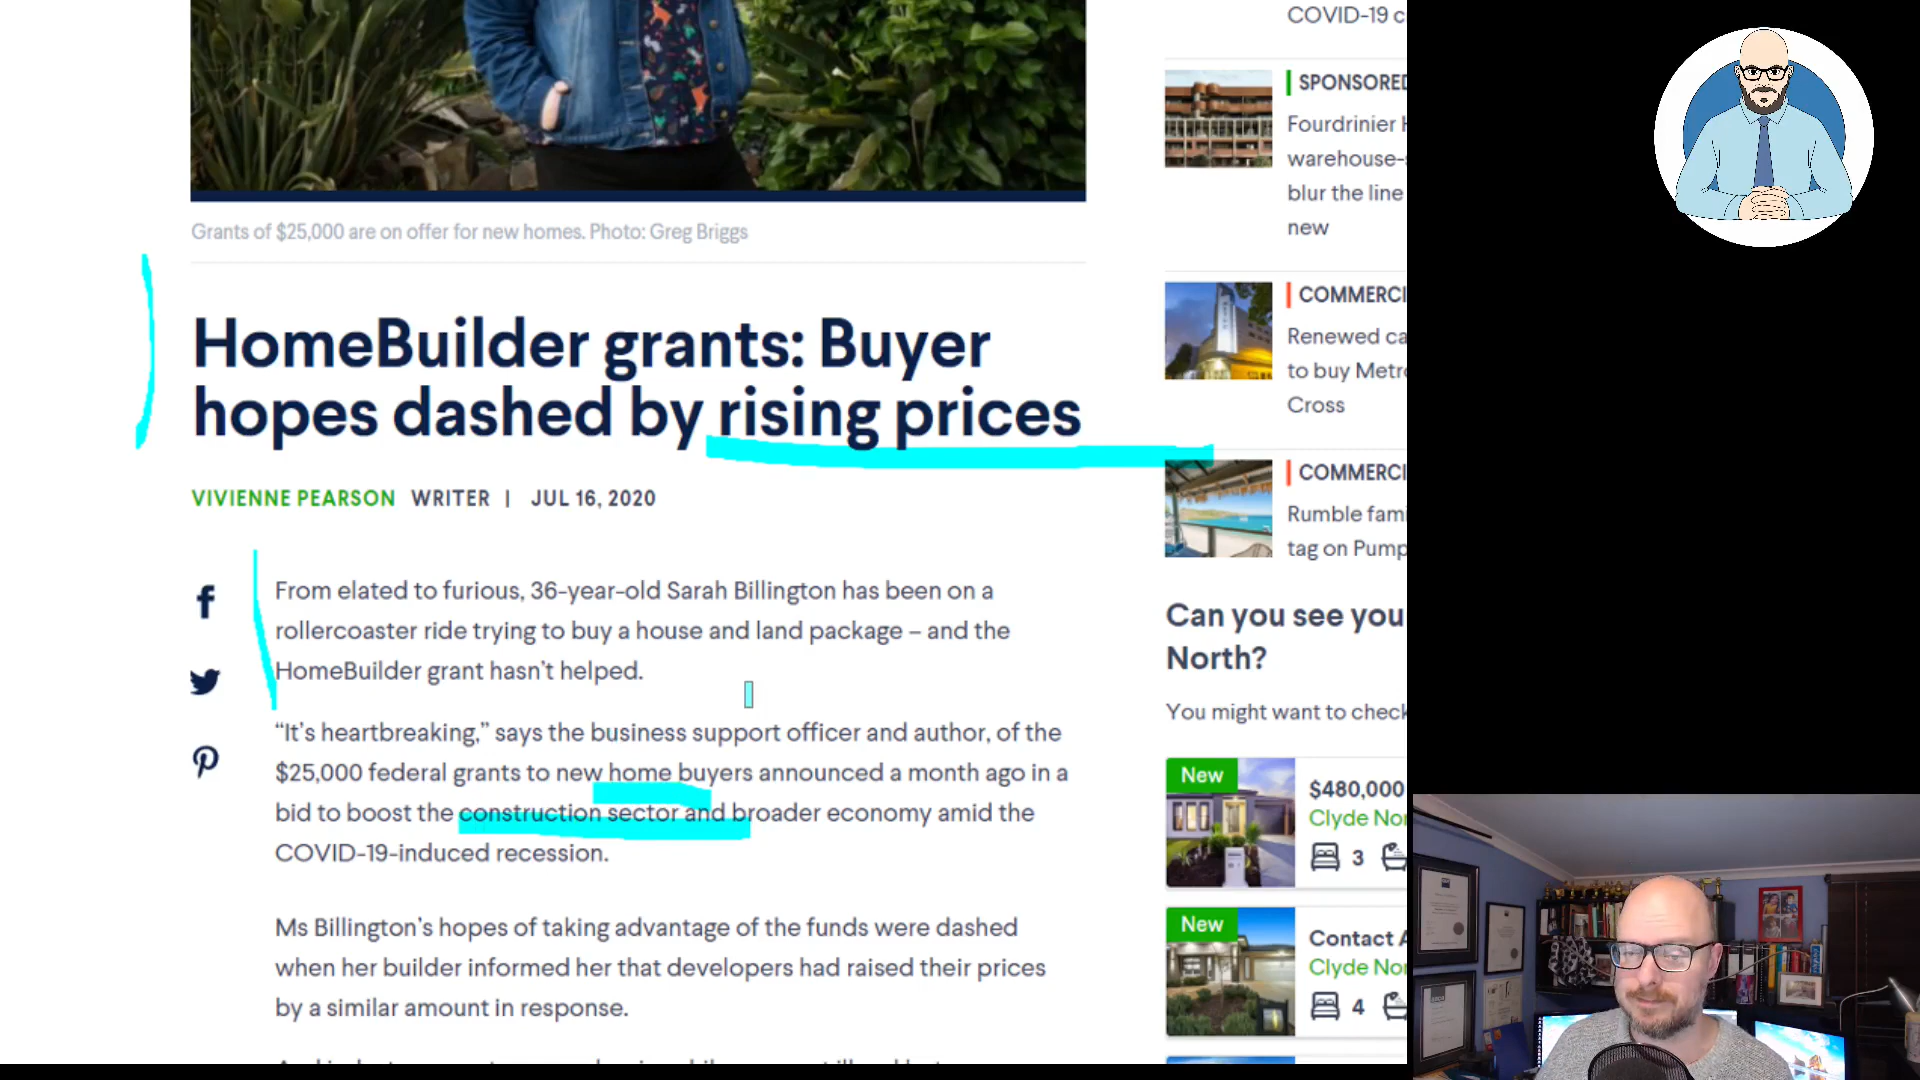 Grants of $25,000 are on offer for new homes. Photo: Greg Briggs
HomeBuilder grants: Buyer
hopes dashed by rising prices
VIVIENNE PEARSON WRITER | JUL 16, 2020
From elated to furious, 36-year-old Sarah Billington has been on a
rollercoaster ride trying to buy a house and land package – and the
HomeBuilder grant hasn't helped.
“It's heartbreaking,” says the business support officer and author, of the
$25,000 federal grants to new home buyers announced a month ago in a
bid to boost the construction sector and broader economy amid the
COVID-19-induced recession.
Ms Billington's hopes of taking advantage of the funds were dashed
when her builder informed her that developers had raised their prices
by a similar amount in response.
COVID-19 c
SPONSORED
Fourdrinier
warehouse-
blur the line
new
COMMERCI
Renewed ca
to buy Metr
Cross
COMMERCI
Rumble fami
tag on Pump
Can you see you
North?
You might want to check
New
$480,000
Clyde Nor
3
New
Contact A
Clyde Nor
4